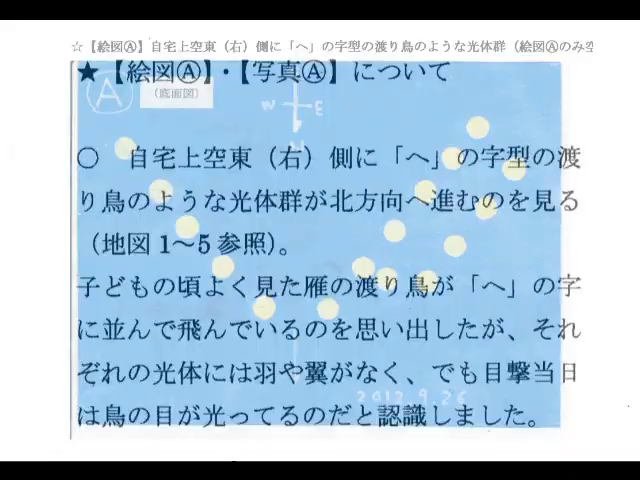 ☆【絵図Ⓐ】自宅上空東（右）側に「へ」の字型の渡り鳥のような光体群（絵図Ⓐのみ空
★【絵図Ⓐ】・【写真Ⓐ】について
Ⓐ
（底面図）
W E
N
○　自宅上空東（右）側に「へ」の字型の渡
り鳥のような光体群が北方向へ進むのを見る
（地図1～5参照）。
子どもの頃よく見た雁の渡り鳥が「へ」の字
に並んで飛んでいるのを思い出したが、それ
ぞれの光体には羽や翼がなく、でも目撃当日
は鳥の目が光ってるのだと認識しました。
2012.9.26